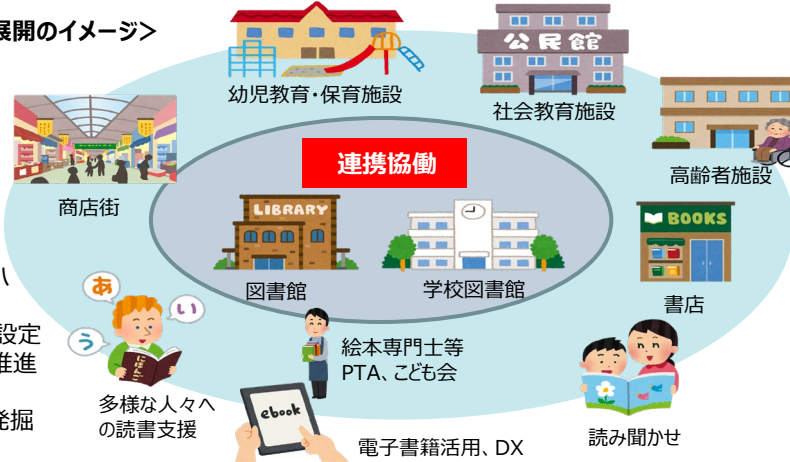 展開のイメージ>
幼児教育・保育施設
公民館
社会教育施設
高齢者施設
商店街
連携協働
LIBRARY
図書館
学校図書館
BOOKS
書店
あ
い
う
にほんご
設定
推進
発掘
多様な人々へ
の読書支援
絵本専門士等
PTA、こども会
ebook
電子書籍活用、DX
読み聞かせ